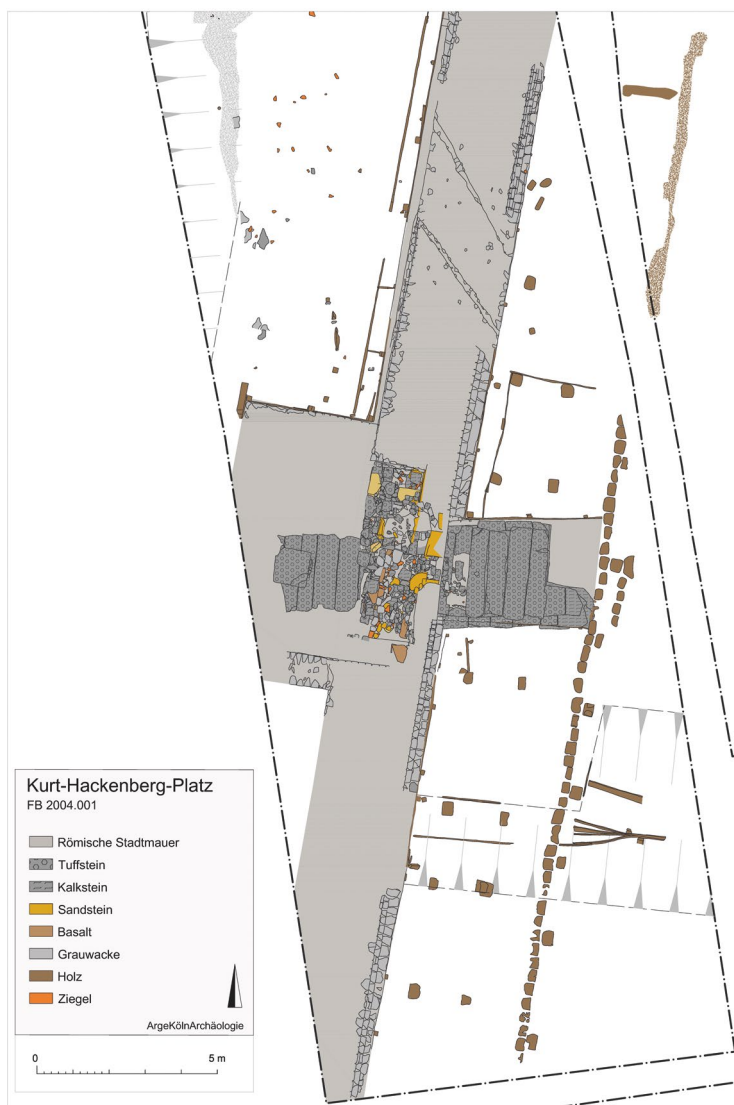 Kurt-Hackenberg-Platz
FB 2004.001
Römische Stadtmauer
Tuffstein
Kalkstein
Sandstein
Basalt
Grauwacke
Holz
Ziegel
ArgeKölnArchäologie
0 5 m